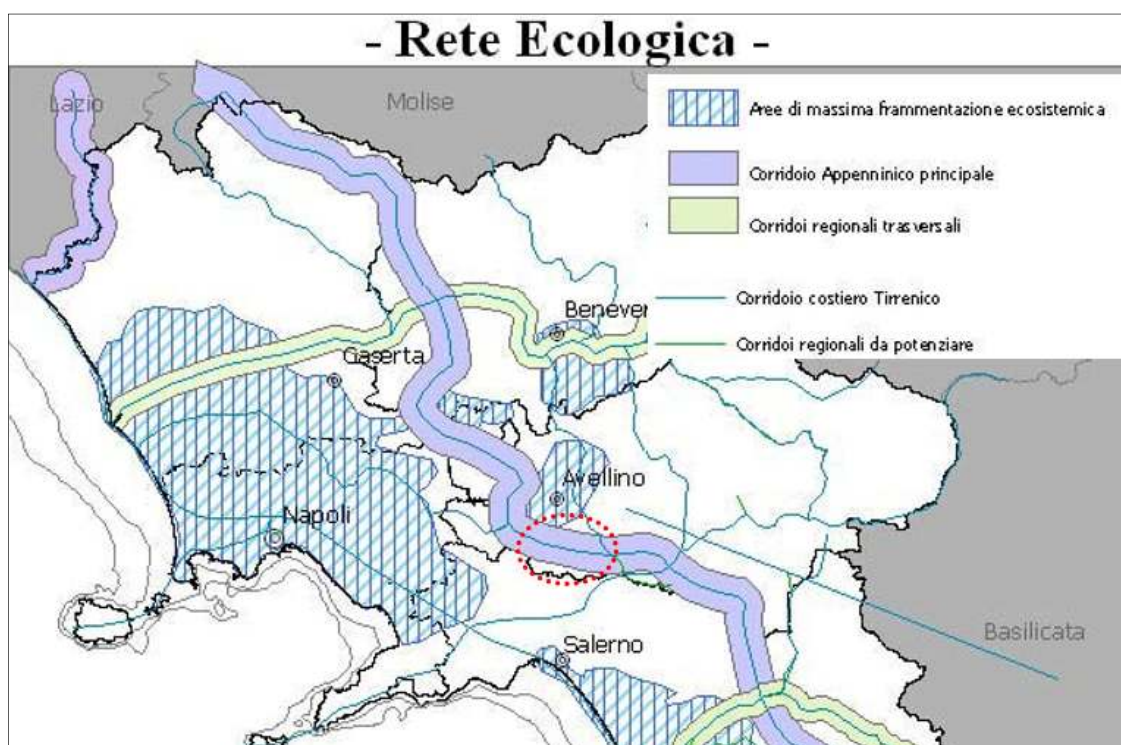 - Rete Ecologica -
Lazio
Molise
Aree di massima frammentazione ecosistemica
Corridoio Appenninico principale
Corridoi regionali trasversali
Corridoio costiero Tirrenico
Corridoi regionali da potenziare
Benever
Caserta
Avellino
Napoli
Salerno
Basilicata